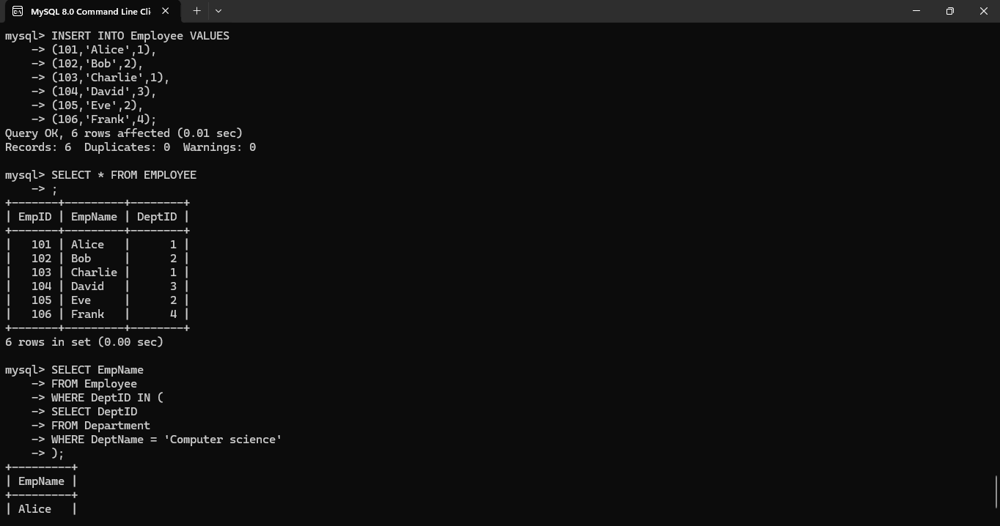 MySQL 8.0 Command Line Cli
mysql> INSERT INTO Employee VALUES
    -> (101,'Alice',1),
    -> (102,'Bob',2),
    -> (103,'Charlie',1),
    -> (104,'David',3),
    -> (105,'Eve',2),
    -> (106,'Frank',4);
Query OK, 6 rows affected (0.01 sec)
Records: 6  Duplicates: 0  Warnings: 0
mysql> SELECT * FROM EMPLOYEE
    -> ;
+-------+---------+--------+
| EmpID | EmpName | DeptID |
+-------+---------+--------+
|   101 | Alice   |      1 |
|   102 | Bob     |      2 |
|   103 | Charlie |      1 |
|   104 | David   |      3 |
|   105 | Eve     |      2 |
|   106 | Frank   |      4 |
+-------+---------+--------+
6 rows in set (0.00 sec)
mysql> SELECT EmpName
    -> FROM Employee
    -> WHERE DeptID IN (
    -> SELECT DeptID
    -> FROM Department
    -> WHERE DeptName = 'Computer science'
    -> );
+---------+
| EmpName |
+---------+
| Alice   |